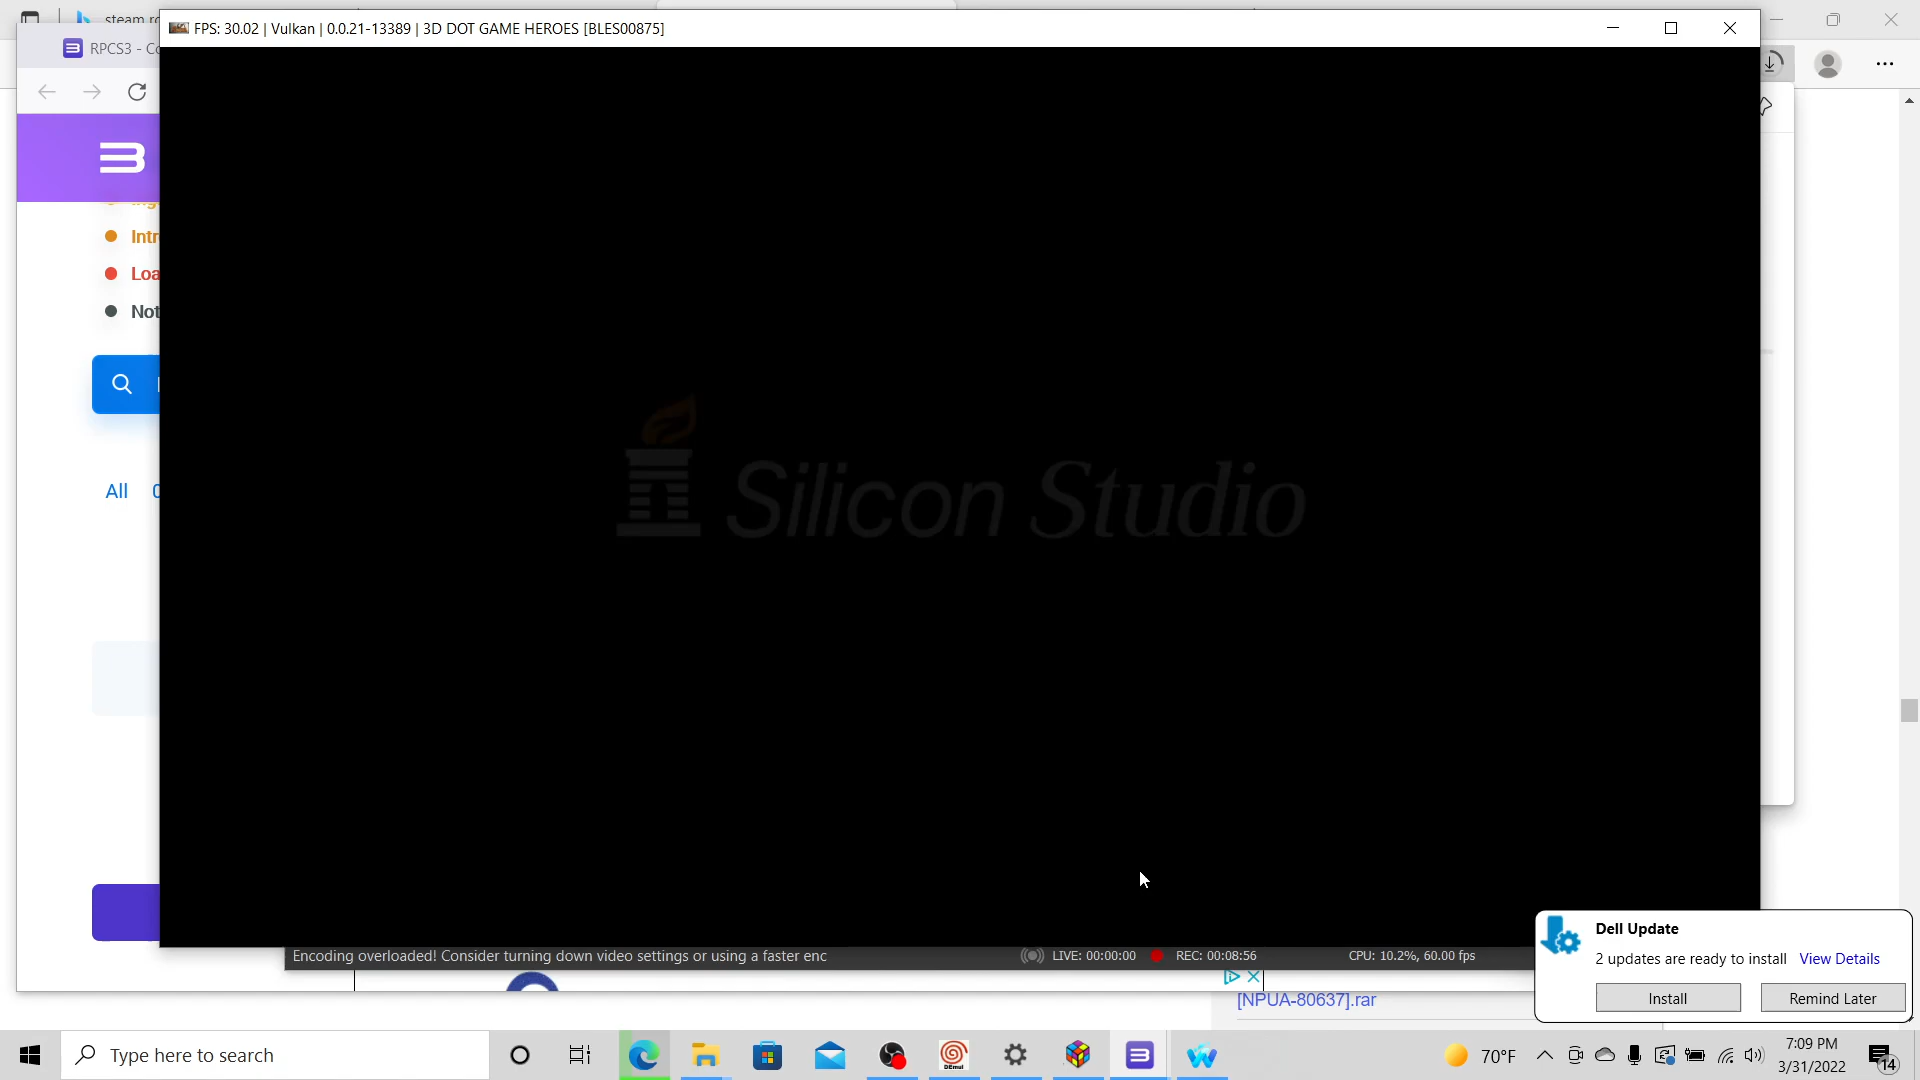 FPS: 30.02 | Vulkan | 0.0.21-13389 | 3D DOT GAME HEROES [BLES00875]
RPCS3 - Co
Intr
Loa
Not
All
Silicon Studio
Encoding overloaded! Consider turning down video settings or using a faster enc
LIVE: 00:00:00
REC: 00:08:56
CPU: 10.2%, 60.00 fps
[NPUA-80637].rar
Dell Update
2 updates are ready to install View Details
Install
Remind Later
Type here to search
DEmul
70°F
7:09 PM
3/31/2022
14